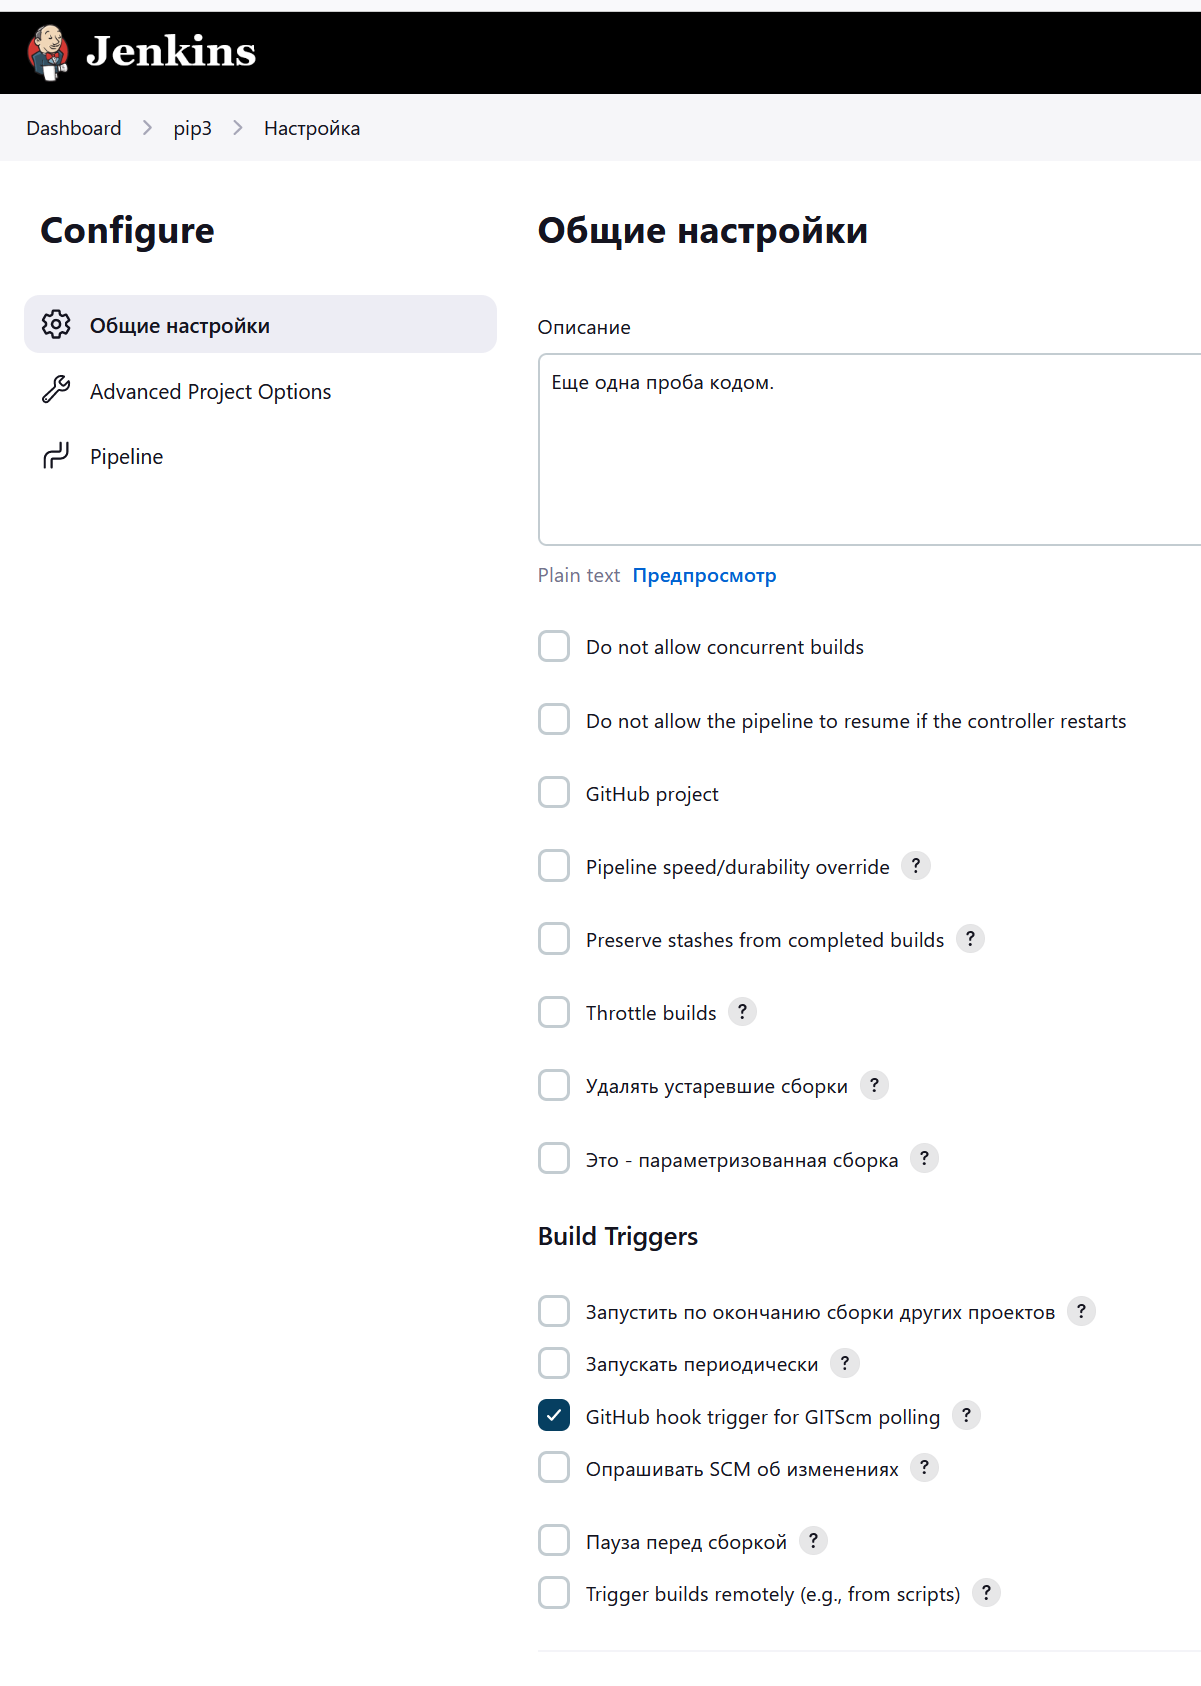 Jenkins
Dashboard > pip3 > Настройка
Configure
Общие настройки
Advanced Project Options
Pipeline
Общие настройки
Описание
Еще одна проба кодом.
Plain text Предпросмотр
Do not allow concurrent builds
Do not allow the pipeline to resume if the controller restarts
GitHub project
Pipeline speed/durability override ?
Preserve stashes from completed builds ?
Throttle builds ?
Удалять устаревшие сборки ?
Это - параметризованная сборка ?
Build Triggers
Запустить по окончанию сборки других проектов ?
Запускать периодически ?
GitHub hook trigger for GITScm polling ?
Опрашивать SCM об изменениях ?
Пауза перед сборкой ?
Trigger builds remotely (e.g., from scripts) ?